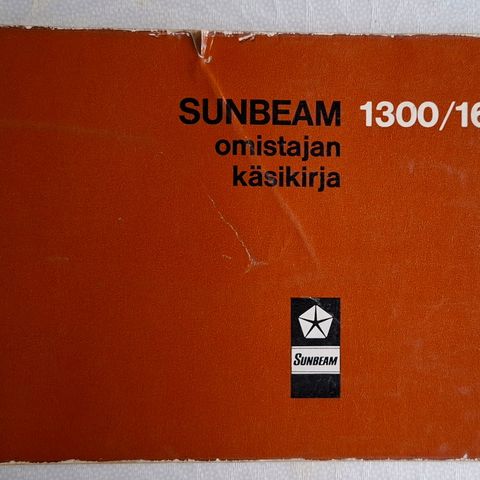 SUNBEAM 1300/16
omistajan
käsikirja
SUNBEAM